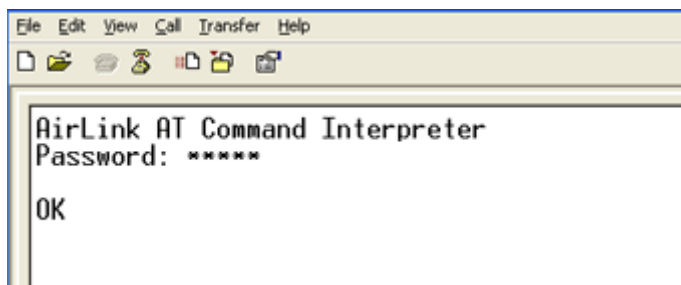 File Edit View Call Transfer Help
AirLink AT Command Interpreter
Password: *****
OK